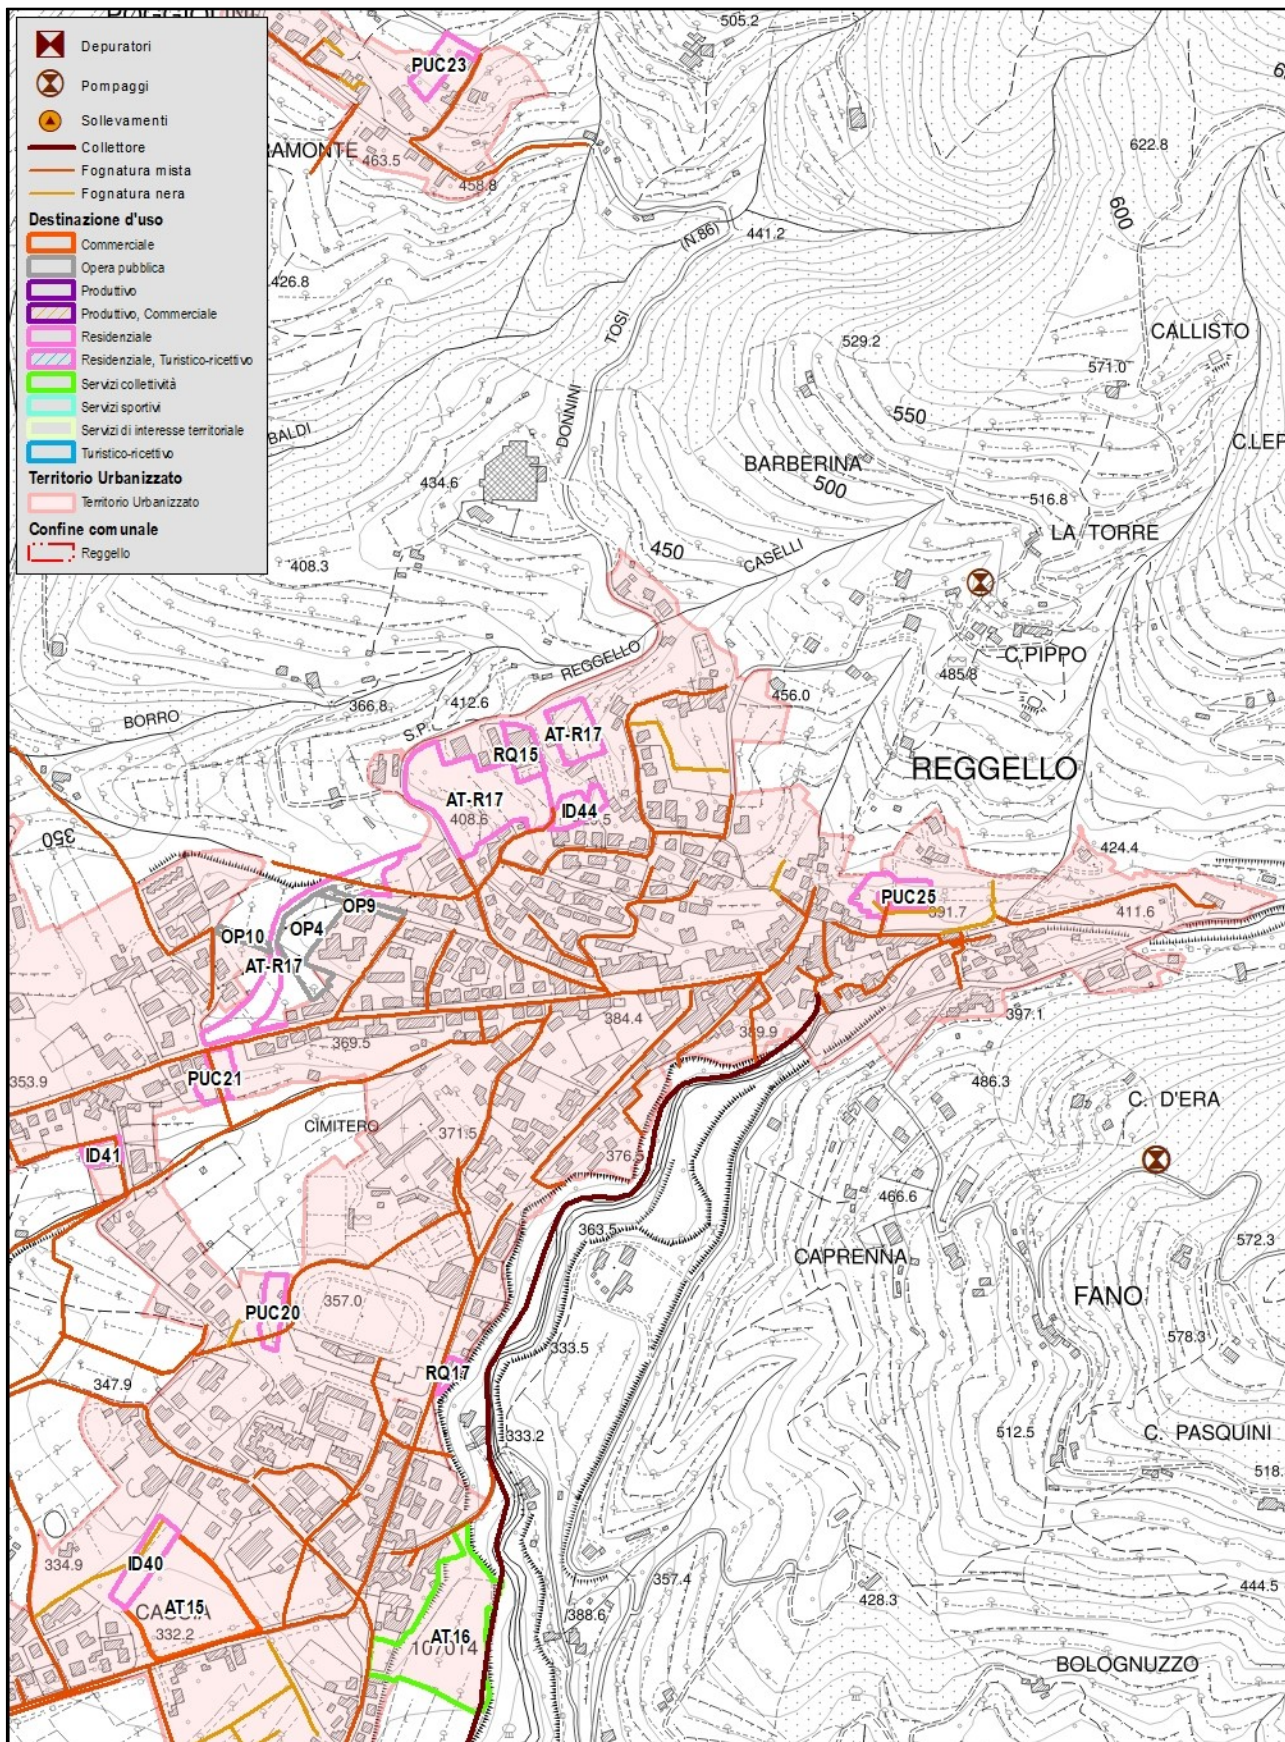 Depuratori
Pompaggi
Sollevamenti
Collettore
Fognatura mista
Fognatura nera
Destinazione d'uso
Commerciale
Opera pubblica
Produttivo
Produttivo, Commerciale
Residenziale
Residenziale, Turistico-ricettivo
Servizi collettività
Servizi sportivi
Servizi di interesse territoriale
Turistico-ricettivo
Territorio Urbanizzato
Territorio Urbanizzato
Confine comunale
Reggello
505.2
PUC23
622.8
RAMONTE
463.5
458.8
600
(N.86)
441.2
426.8
TOSI
CALLISTO
529.2
571.0
DONNINI
550
BALDI
C.LEP
BARBERINA
434.6
500
516.8
LA TORRE
450
CASELLI
408.3
REGGELLO
C.PIPPO
485.8
456.0
412.6
366.8
BORRO
S.P.
AT-R17
RQ15
REGGELLO
AT-R17
408.6
ID44
350
424.4
PUC25
391.7
411.6
OP9
OP4
OP10
AT-R17
384.4
397.1
369.5
389.9
353.9
PUC21
486.3
C. D'ERA
CIMITERO
371.5
ID41
376.5
466.6
363.5
572.3
CAPRENNA
FANO
357.0
PUC20
578.3
333.5
RQ17
347.9
333.2
512.5
C. PASQUINI
518.
334.9
ID40
357.4
444.5
428.3
AT15
388.6
332.2
AT16
107014
BOLOGNUZZO